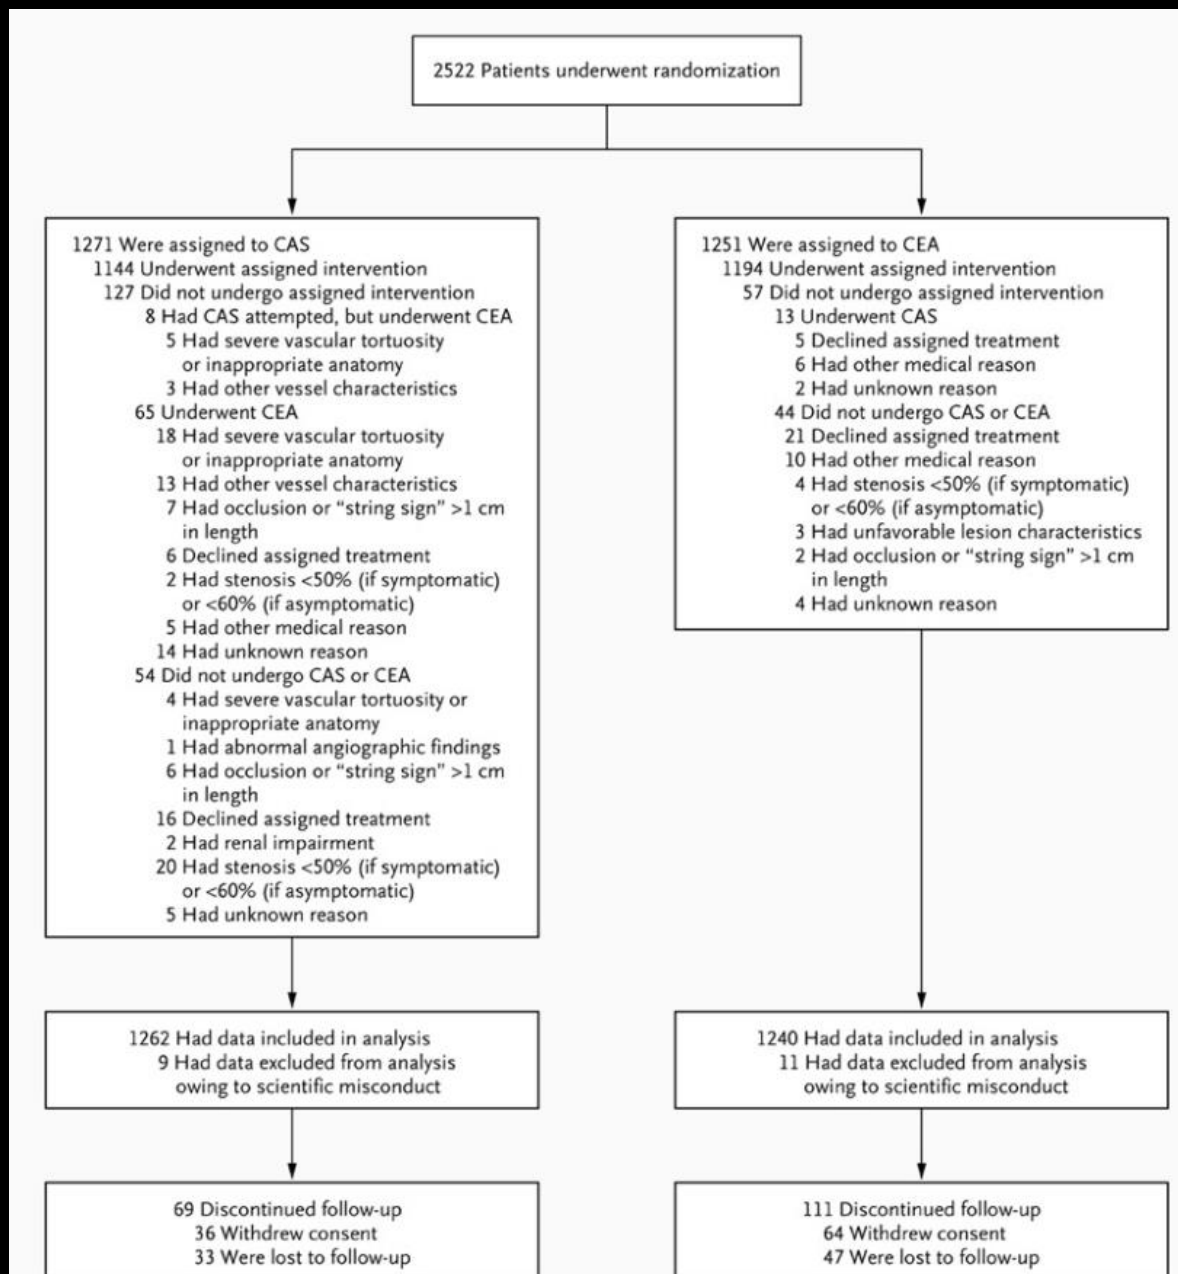 2522 Patients underwent randomization
1271 Were assigned to CAS
1144 Underwent assigned intervention
127 Did not undergo assigned intervention
8 Had CAS attempted, but underwent CEA
5 Had severe vascular tortuosity
or inappropriate anatomy
3 Had other vessel characteristics
65 Underwent CEA
18 Had severe vascular tortuosity
or inappropriate anatomy
13 Had other vessel characteristics
7 Had occlusion or “string sign” >1 cm
in length
6 Declined assigned treatment
2 Had stenosis <50% (if symptomatic)
or <60% (if asymptomatic)
5 Had other medical reason
14 Had unknown reason
54 Did not undergo CAS or CEA
4 Had severe vascular tortuosity or
inappropriate anatomy
1 Had abnormal angiographic findings
6 Had occlusion or “string sign” >1 cm
in length
16 Declined assigned treatment
2 Had renal impairment
20 Had stenosis <50% (if symptomatic)
or <60% (if asymptomatic)
5 Had unknown reason
1251 Were assigned to CEA
1194 Underwent assigned intervention
57 Did not undergo assigned intervention
13 Underwent CAS
5 Declined assigned treatment
6 Had other medical reason
2 Had unknown reason
44 Did not undergo CAS or CEA
21 Declined assigned treatment
10 Had other medical reason
4 Had stenosis <50% (if symptomatic)
or <60% (if asymptomatic)
3 Had unfavorable lesion characteristics
2 Had occlusion or “string sign” >1 cm
in length
4 Had unknown reason
1262 Had data included in analysis
9 Had data excluded from analysis
owing to scientific misconduct
1240 Had data included in analysis
11 Had data excluded from analysis
owing to scientific misconduct
69 Discontinued follow-up
36 Withdrew consent
33 Were lost to follow-up
111 Discontinued follow-up
64 Withdrew consent
47 Were lost to follow-up